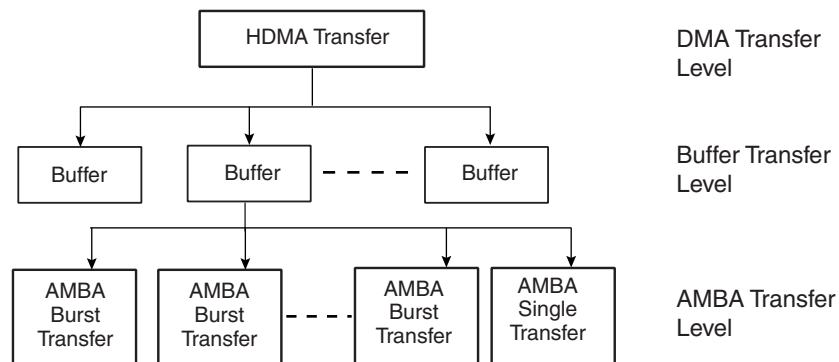 HDMA Transfer
DMA Transfer
Level
Buffer
Buffer
Buffer
Buffer Transfer
Level
AMBA
Burst
Transfer
AMBA
Burst
Transfer
AMBA
Burst
Transfer
AMBA
Single
Transfer
AMBA Transfer
Level